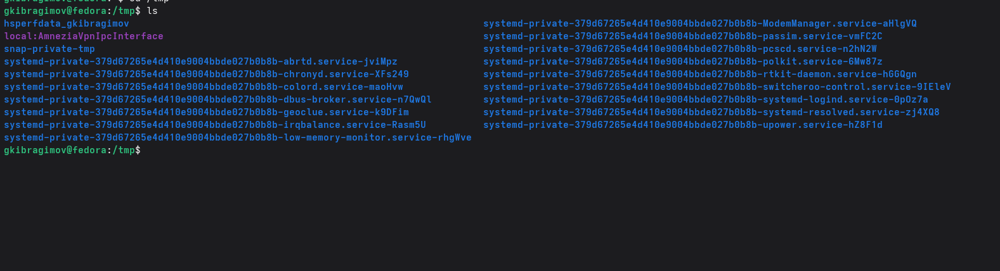 gkibragimov@fedora:/tmp$ ls
hsperfdata_gkibragimov systemd-private-379d67265e4d410e9004bbde027b0b8b-ModemManager.service-aHlgVQ
local:AmneziaVpnIpcInterface systemd-private-379d67265e4d410e9004bbde027b0b8b-passim.service-vmFC2C
snap-private-tmp systemd-private-379d67265e4d410e9004bbde027b0b8b-pcscd.service-n2hN2W
systemd-private-379d67265e4d410e9004bbde027b0b8b-abrtd.service-jviMpz systemd-private-379d67265e4d410e9004bbde027b0b8b-polkit.service-6Mw87z
systemd-private-379d67265e4d410e9004bbde027b0b8b-chronyd.service-XFs249 systemd-private-379d67265e4d410e9004bbde027b0b8b-rtkit-daemon.service-hGGQgn
systemd-private-379d67265e4d410e9004bbde027b0b8b-colord.service-maoHvw systemd-private-379d67265e4d410e9004bbde027b0b8b-switcheroo-control.service-9IEleV
systemd-private-379d67265e4d410e9004bbde027b0b8b-dbus-broker.service-n7QwQl systemd-private-379d67265e4d410e9004bbde027b0b8b-systemd-logind.service-0pOz7a
systemd-private-379d67265e4d410e9004bbde027b0b8b-geoclue.service-k9DFim systemd-private-379d67265e4d410e9004bbde027b0b8b-systemd-resolved.service-zj4XQ8
systemd-private-379d67265e4d410e9004bbde027b0b8b-irqbalance.service-Rasm5U systemd-private-379d67265e4d410e9004bbde027b0b8b-upower.service-hZ8F1d
systemd-private-379d67265e4d410e9004bbde027b0b8b-low-memory-monitor.service-rhgWve
gkibragimov@fedora:/tmp$